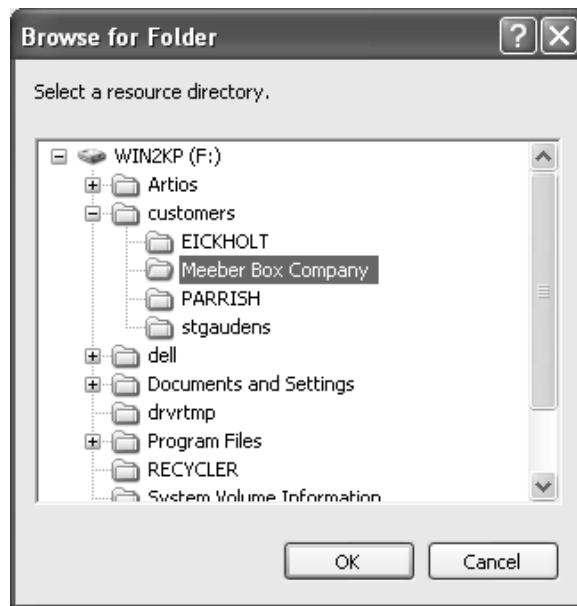 Browse for Folder
Select a resource directory.
WIN2KP (F:)
Artios
customers
EICKHOLT
Meeber Box Company
PARRISH
stgaudens
dell
Documents and Settings
drvrtmp
Program Files
RECYCLER
System Volume Information
OK Cancel